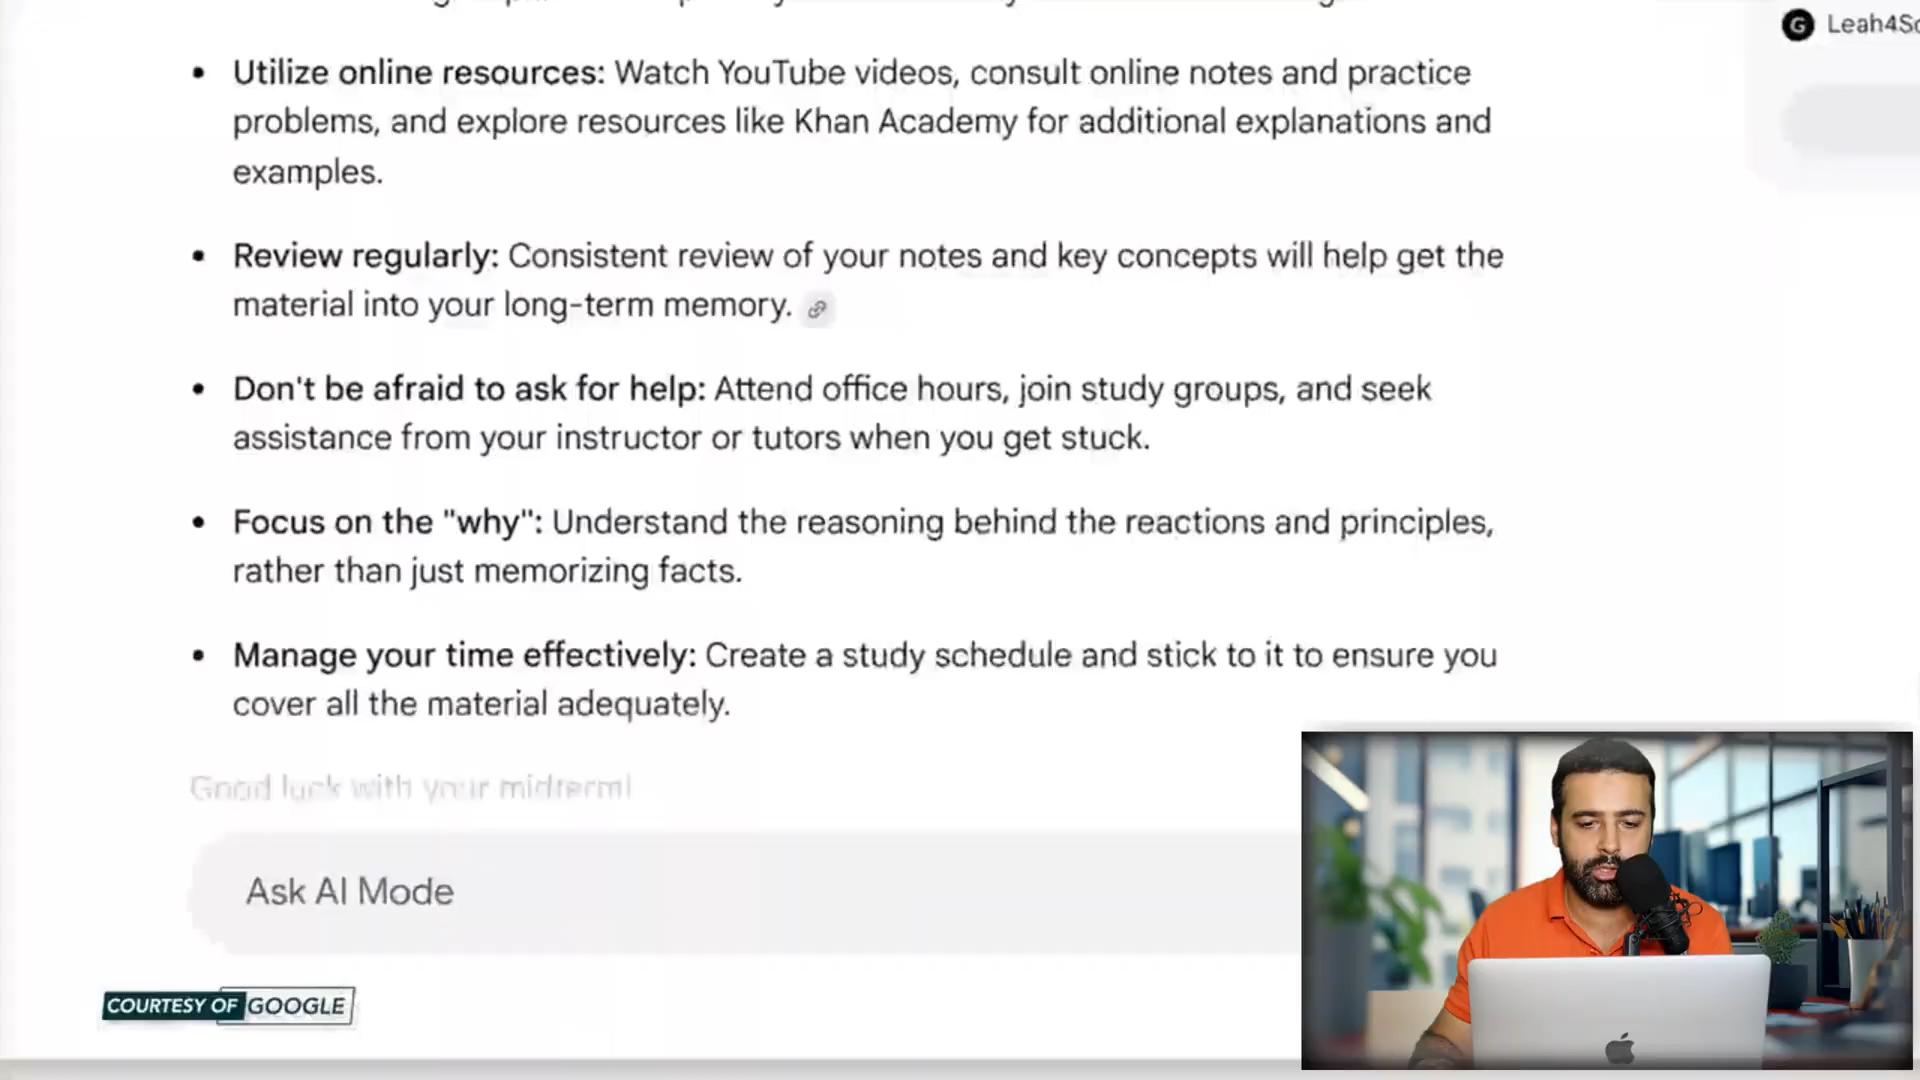 Leah4Sc
• Utilize online resources: Watch YouTube videos, consult online notes and practice
problems, and explore resources like Khan Academy for additional explanations and
examples.
• Review regularly: Consistent review of your notes and key concepts will help get the
material into your long-term memory.
• Don't be afraid to ask for help: Attend office hours, join study groups, and seek
assistance from your instructor or tutors when you get stuck.
• Focus on the "why": Understand the reasoning behind the reactions and principles,
rather than just memorizing facts.
• Manage your time effectively: Create a study schedule and stick to it to ensure you
cover all the material adequately.
Good luck with your midterm!
Ask AI Mode
COURTESY OF GOOGLE